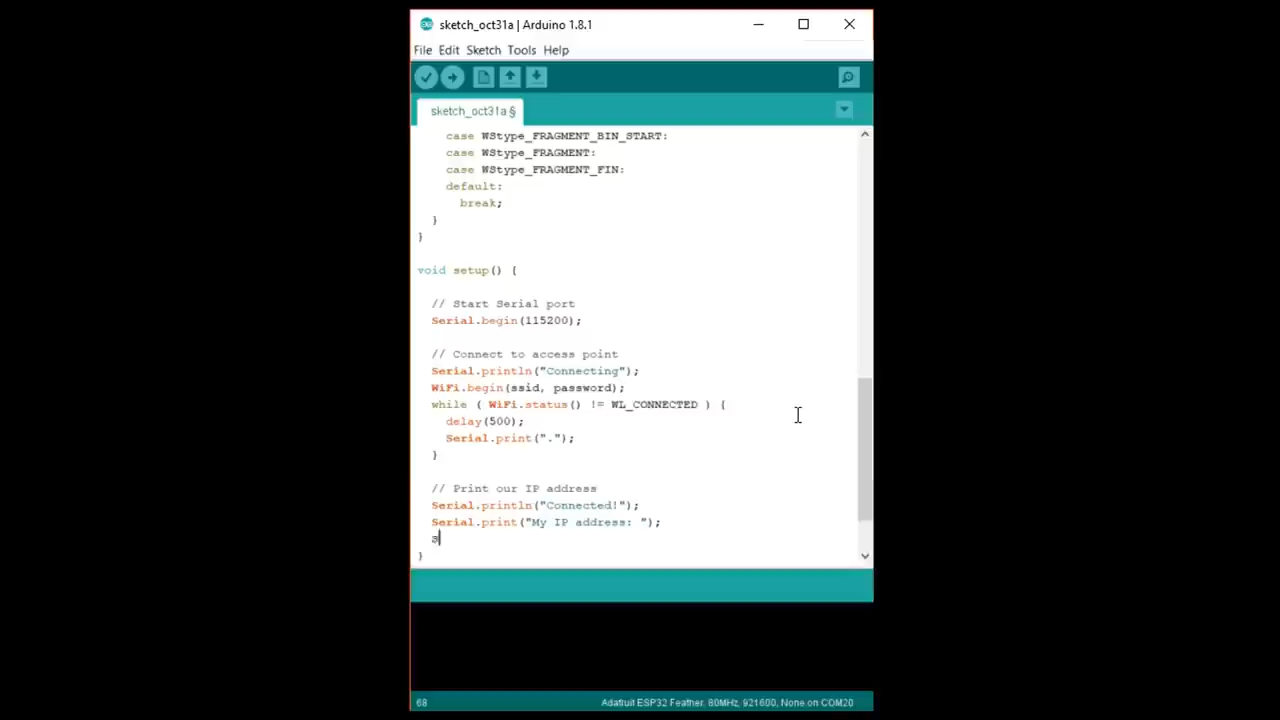 sketch_oct31a | Arduino 1.8.1
File Edit Sketch Tools Help
sketch_oct31a §
case WStype_FRAGMENT_BIN_START:
case WStype_FRAGMENT:
case WStype_FRAGMENT_FIN:
default:
break;
}
}
void setup() {
// Start Serial port
Serial.begin(115200);
// Connect to access point
Serial.println("Connecting");
WiFi.begin(ssid, password);
while ( WiFi.status() != WL_CONNECTED ) {
delay(500);
Serial.print(".");
}
// Print our IP address
Serial.println("Connected!");
Serial.print("My IP address: ");
}
68
Adafruit ESP32 Feather, 80MHz, 921600, None on COM20